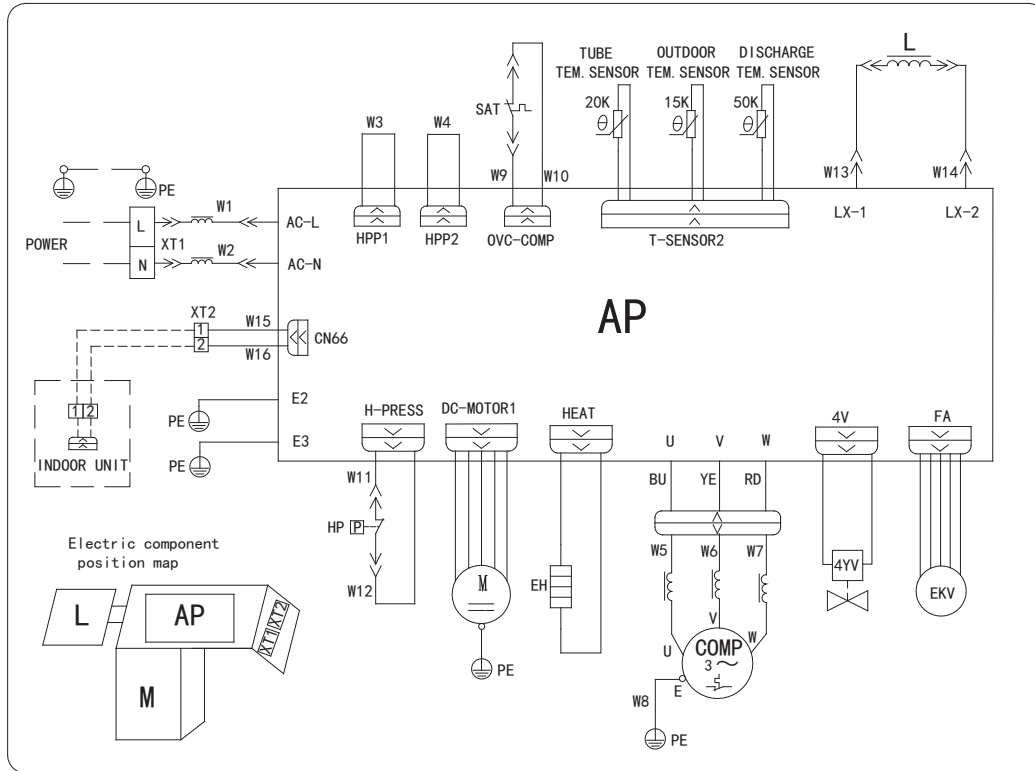 TUBE
TEM. SENSOR
OUTDOOR
TEM. SENSOR
DISCHARGE
TEM. SENSOR
L
20K
15K
50K
θ
θ
θ
SAT
W3
W4
W9
W10
W13
W14
PE
W1
L
AC-L
HPP1
HPP2
OVC-COMP
T-SENSOR2
LX-1
LX-2
POWER
XT1
W2
N
AC-N
AP
XT2
W15
1
2
CN66
W16
1 2
INDOOR UNIT
E2
PE
E3
PE
H-PRESS
DC-MOTOR1
HEAT
U
V
W
4V
FA
BU
YE
RD
W11
HP
P
W12
M
EH
W5
W6
W7
4YV
EKV
PE
V
U
W
COMP
3
E
W8
PE
Electric component
position map
L
AP
XT1
XT2
M